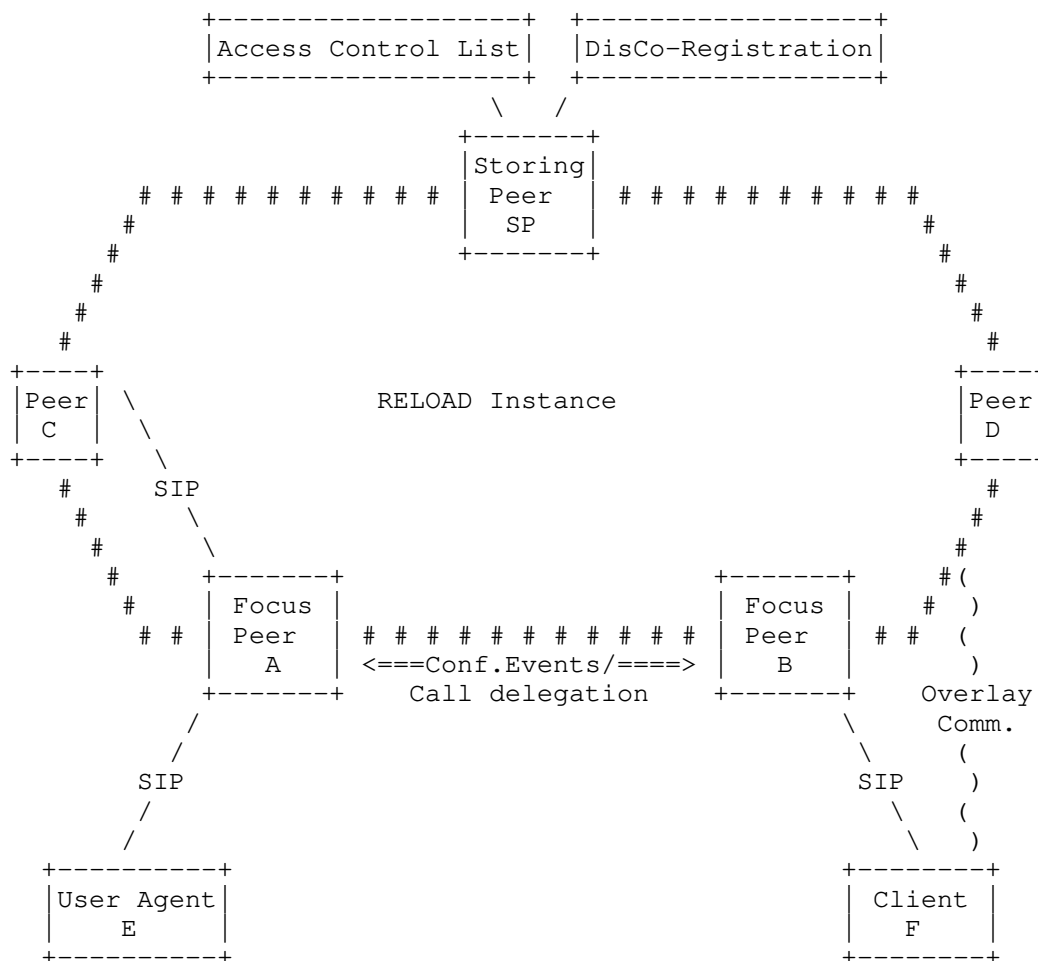 Access Control List DisCo-Registration
Storing
Peer
SP
Peer RELOAD Instance Peer
C D
SIP
Focus Focus
Peer Peer
A <===Conf.Events/====> B
Call delegation Overlay
Comm.
SIP SIP
User Agent Client
E F